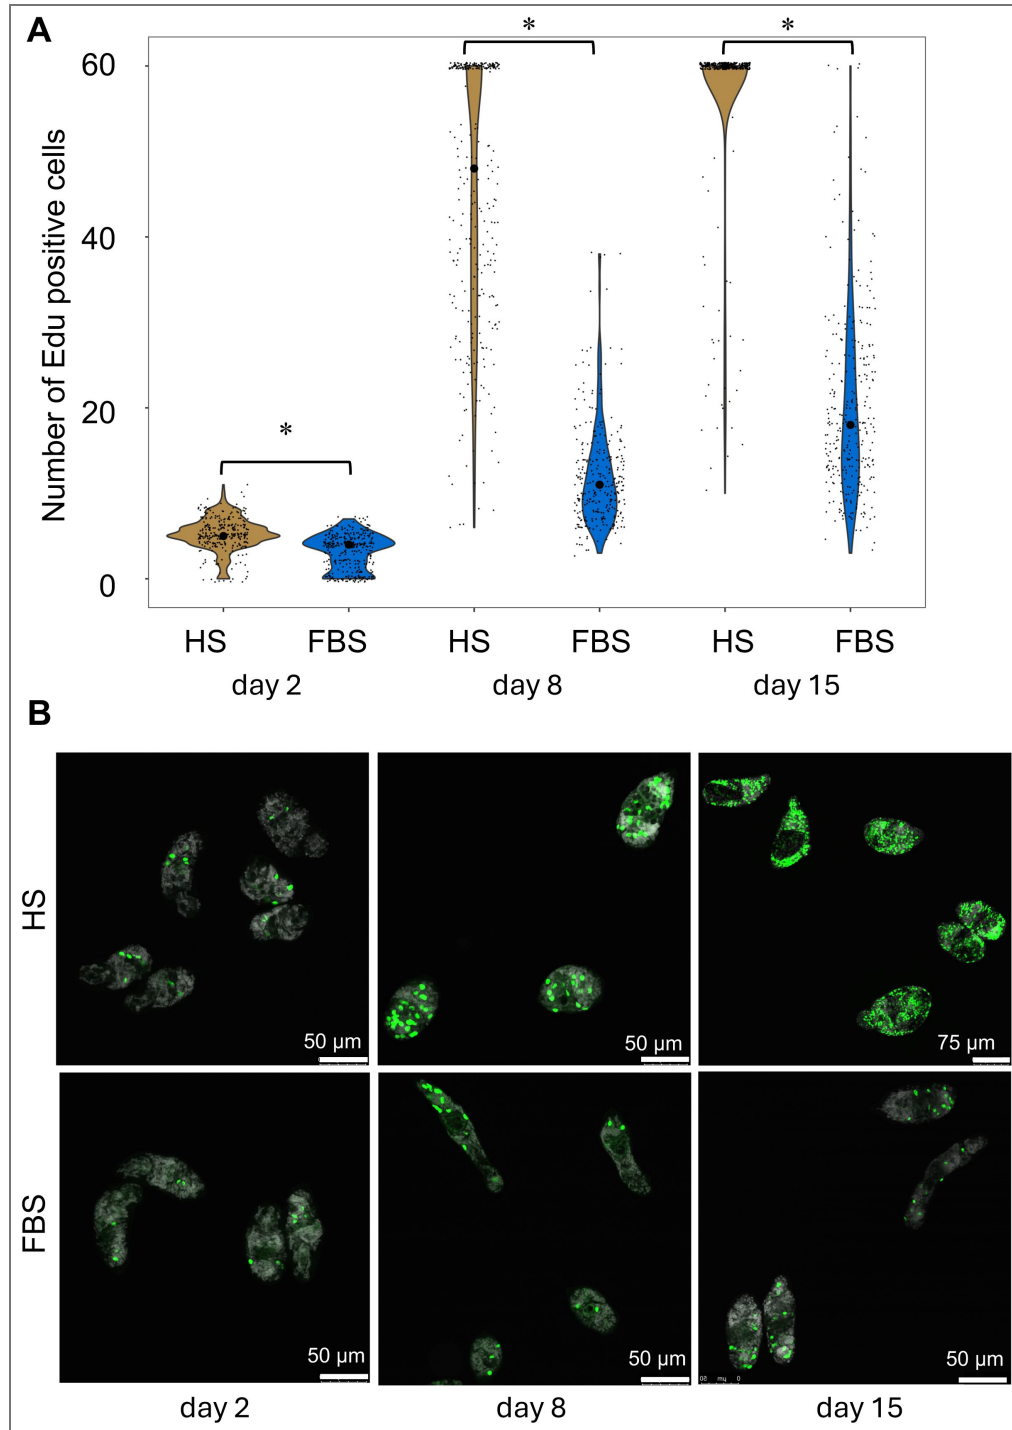 A
*
*
*
Number of Edu positive cells
60
40
20
0
HS FBS HS FBS HS FBS
day 2 day 8 day 15
B
HS
50 µm
50 µm
75 µm
FBS
50 µm
50 µm
50 µm
day 2 day 8 day 15